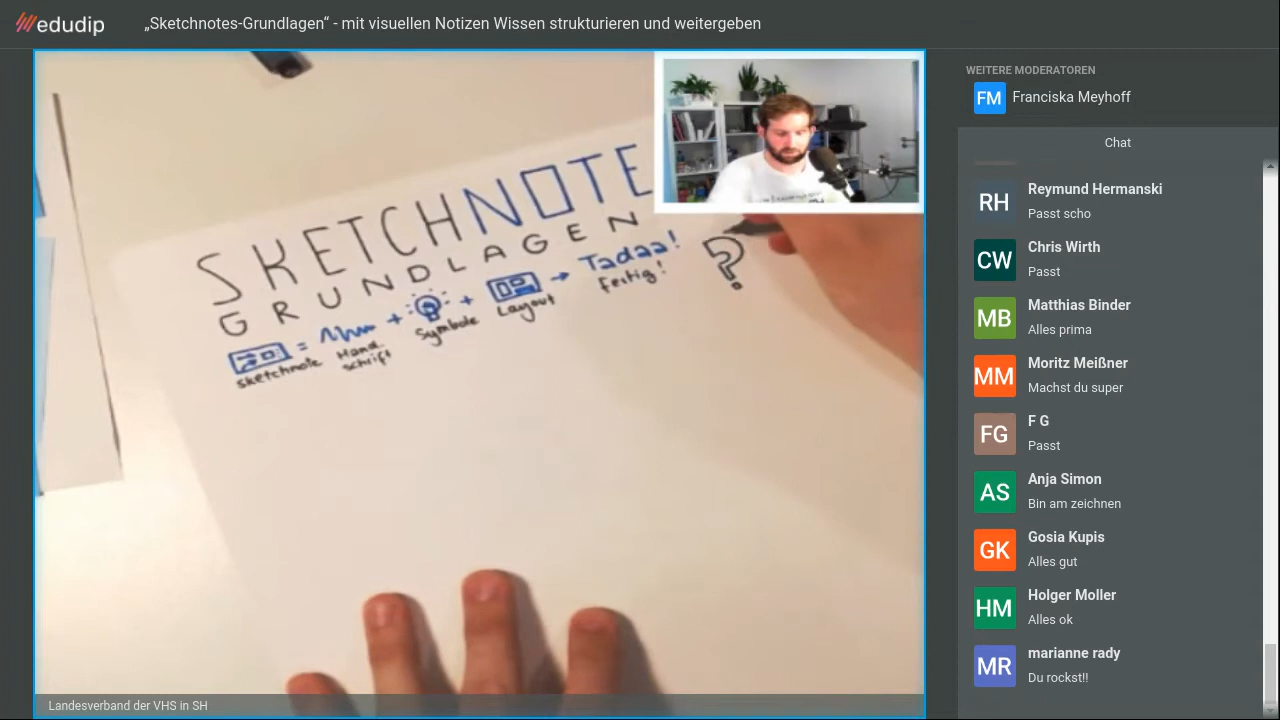 edudip
„Sketchnotes-Grundlagen“ - mit visuellen Notizen Wissen strukturieren und weitergeben
SKETCHNOTE
GRUNDLAGEN
= + + → Tadaa! ?
sketchnote Hand. schrift Symbole Layout fertig!
Landesverband der VHS in SH
WEITERE MODERATOREN
FM Franciska Meyhoff
Chat
RH Reymund Hermanski
Passt scho
CW Chris Wirth
Passt
MB Matthias Binder
Alles prima
MM Moritz Meißner
Machst du super
FG F G
Passt
AS Anja Simon
Bin am zeichnen
GK Gosia Kupis
Alles gut
HM Holger Moller
Alles ok
MR marianne rady
Du rockst!!